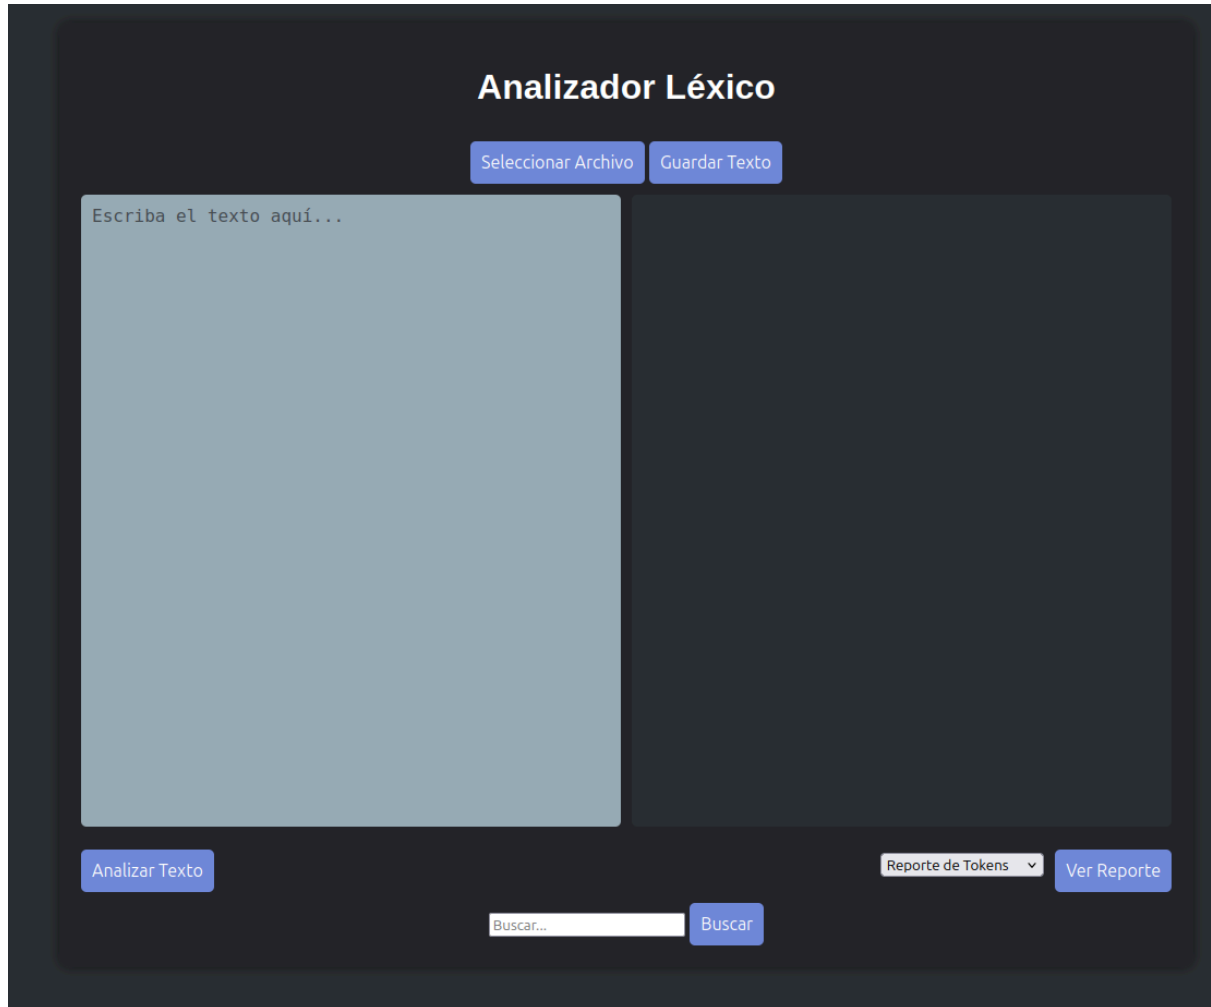 Analizador Léxico
Seleccionar Archivo Guardar Texto
Escriba el texto aquí...
Analizar Texto Reporte de Tokens Ver Reporte
Buscar... Buscar